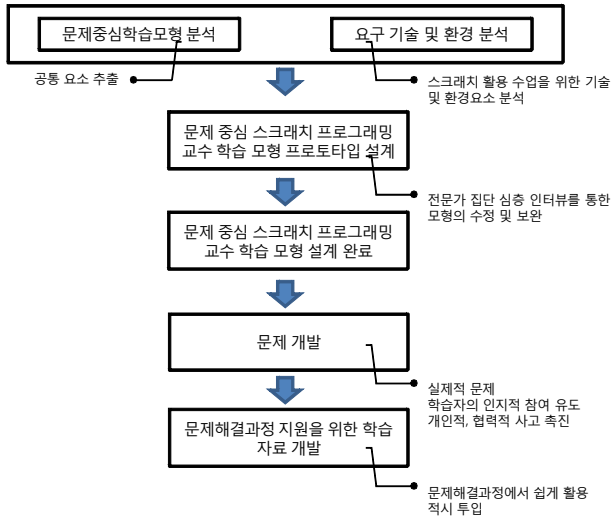 문제중심학습모형 분석
요구 기술 및 환경 분석
공통 요소 추출
스크래치 활용 수업을 위한 기술
및 환경요소 분석
문제 중심 스크래치 프로그래밍
교수 학습 모형 프로토타입 설계
전문가 집단 심층 인터뷰를 통한
모형의 수정 및 보완
문제 중심 스크래치 프로그래밍
교수 학습 모형 설계 완료
문제 개발
실제적 문제
학습자의 인지적 참여 유도
개인적, 협력적 사고 촉진
문제해결과정 지원을 위한 학습
자료 개발
문제해결과정에서 쉽게 활용
적시 투입